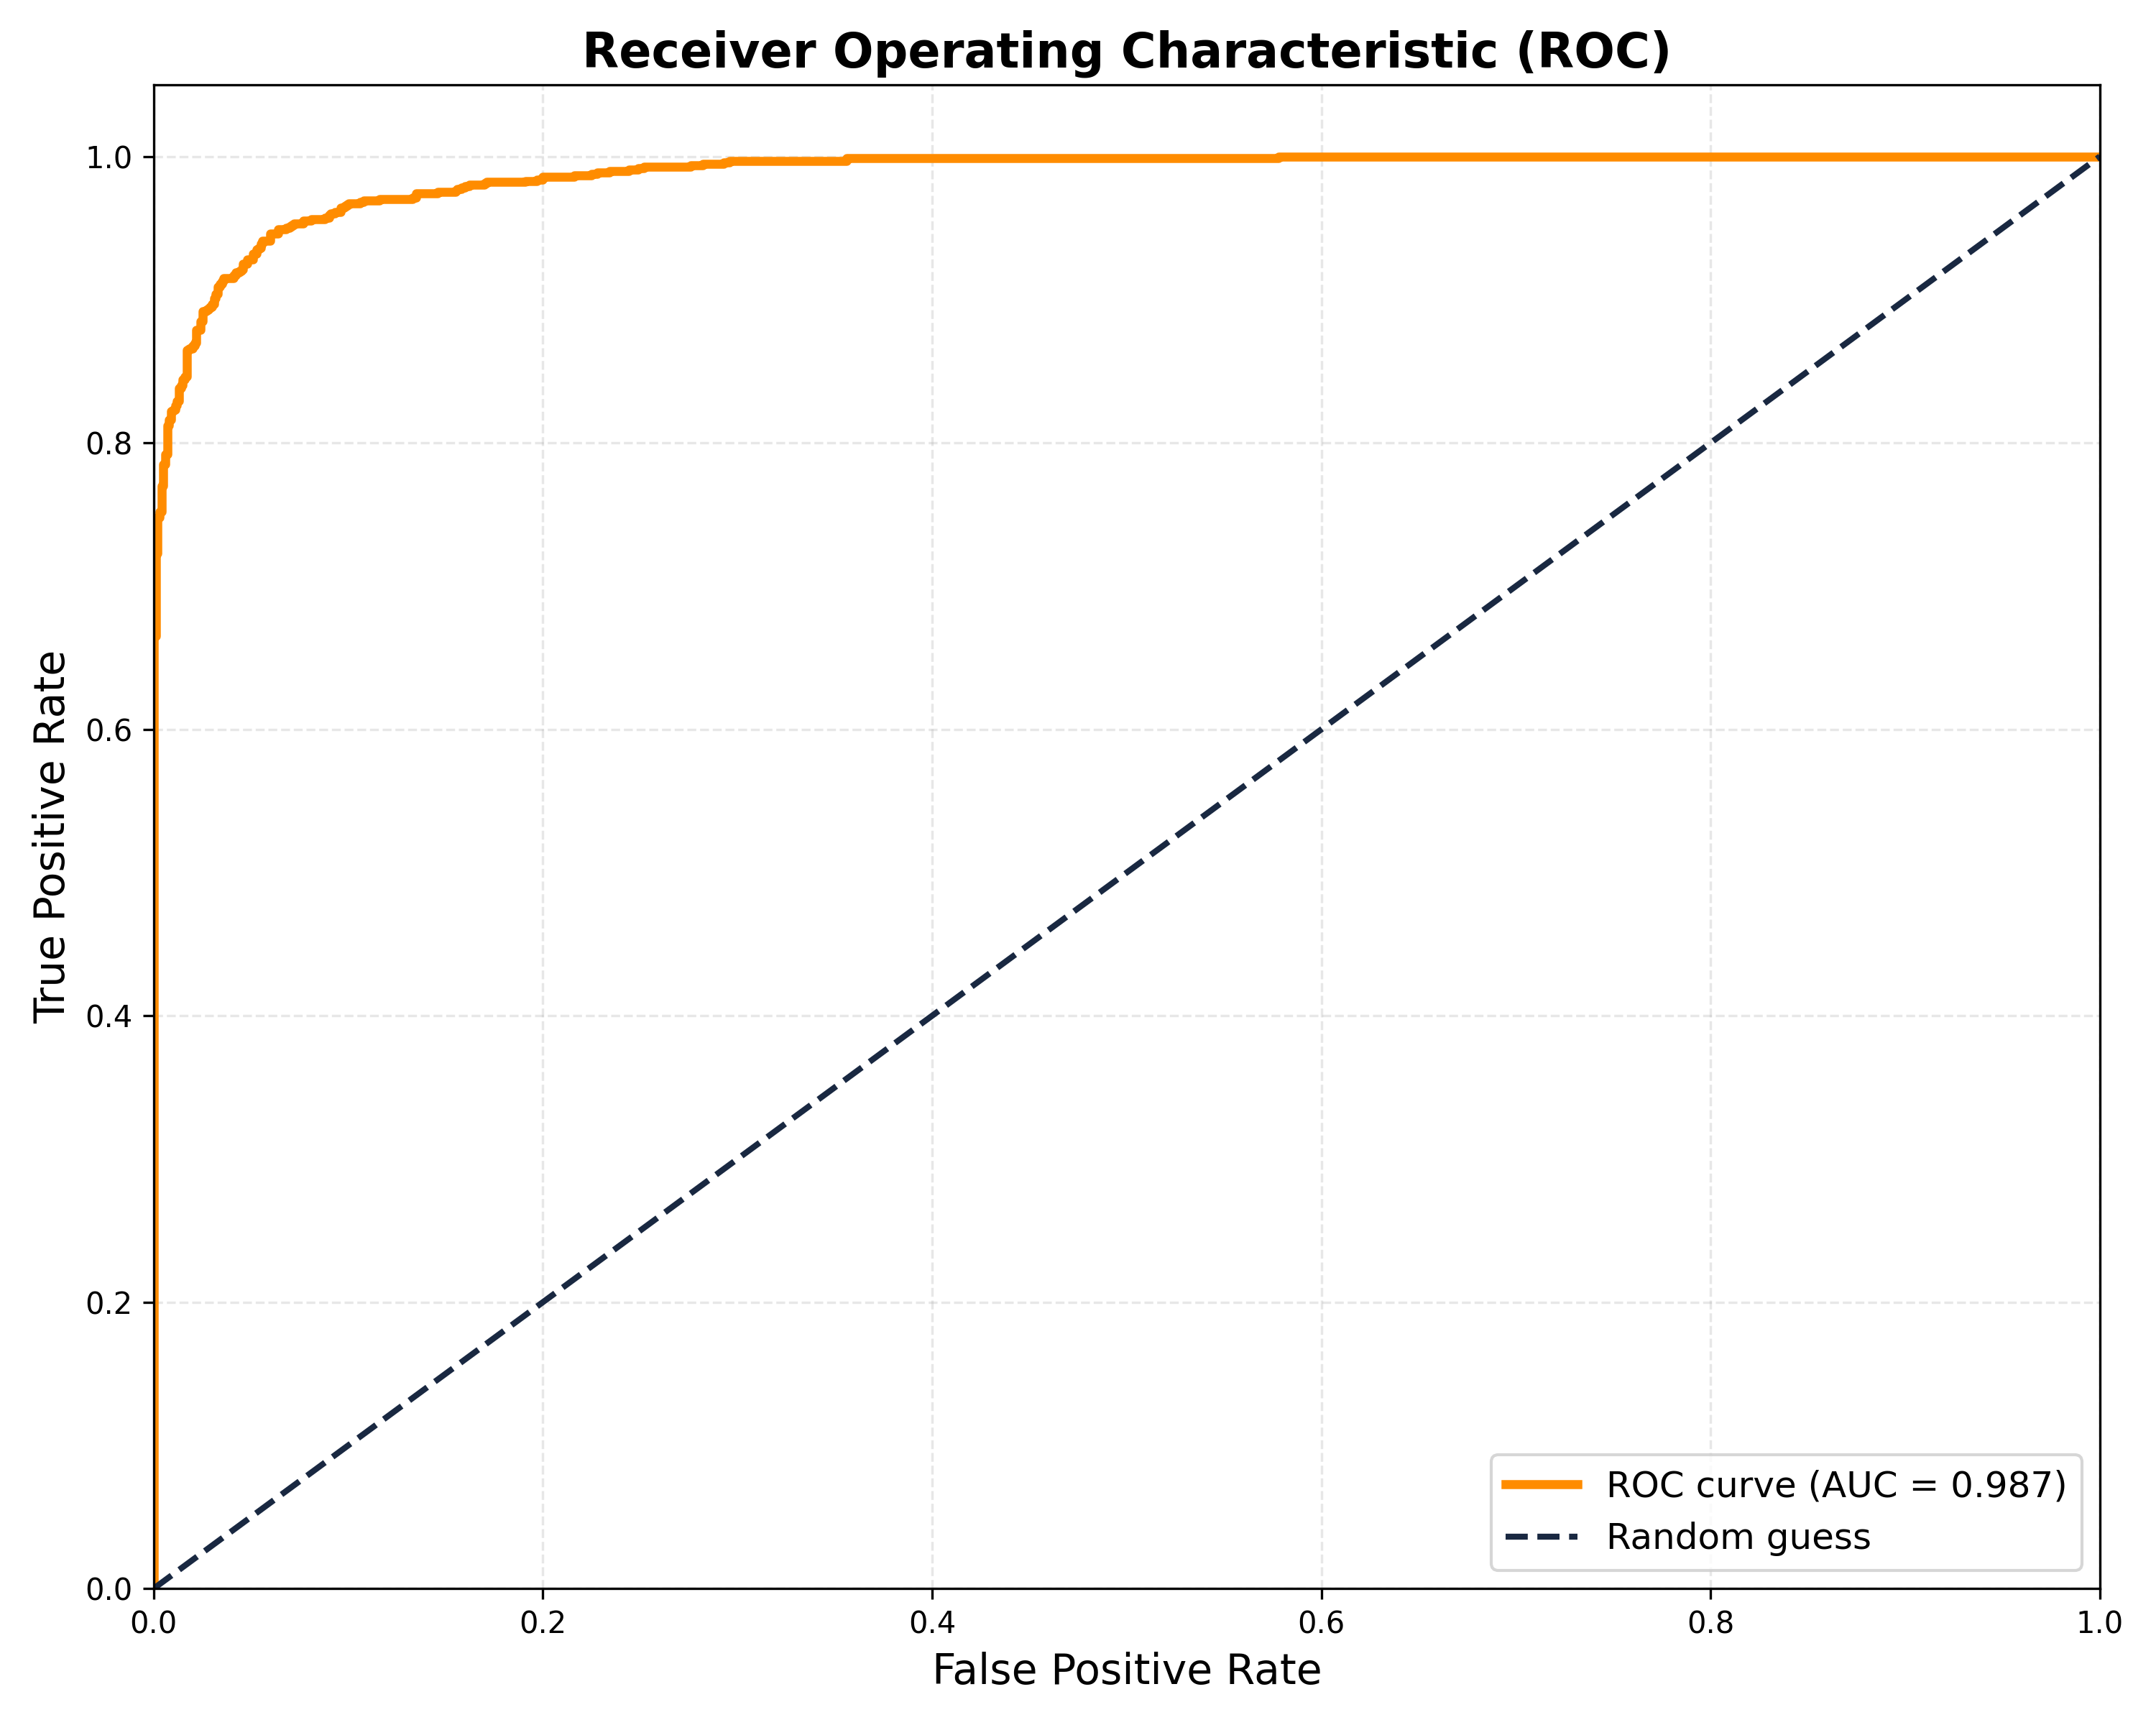 Receiver Operating Characteristic (ROC)
True Positive Rate
1.0
0.8
0.6
0.4
0.2
0.0
0.0 0.2 0.4 0.6 0.8 1.0
False Positive Rate
ROC curve (AUC = 0.987)
Random guess